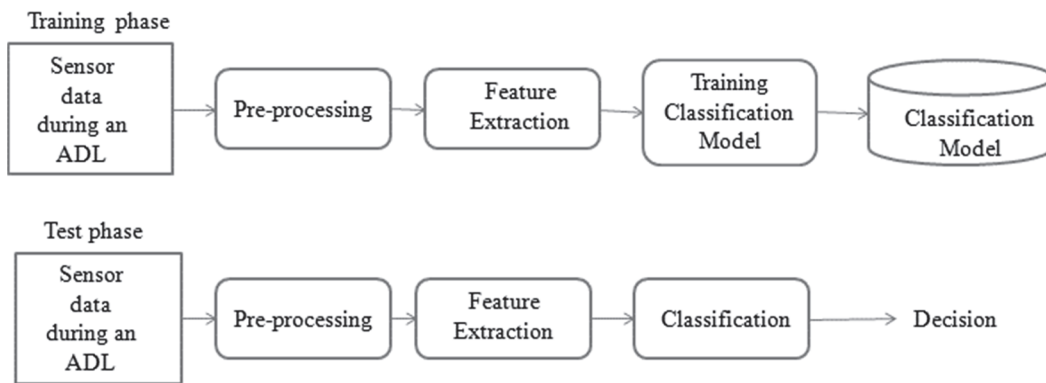 Training phase
Sensor
data
during an
ADL
Pre-processing
Feature
Extraction
Training
Classification
Model
Classification
Model
Test phase
Sensor
data
during an
ADL
Pre-processing
Feature
Extraction
Classification
Decision